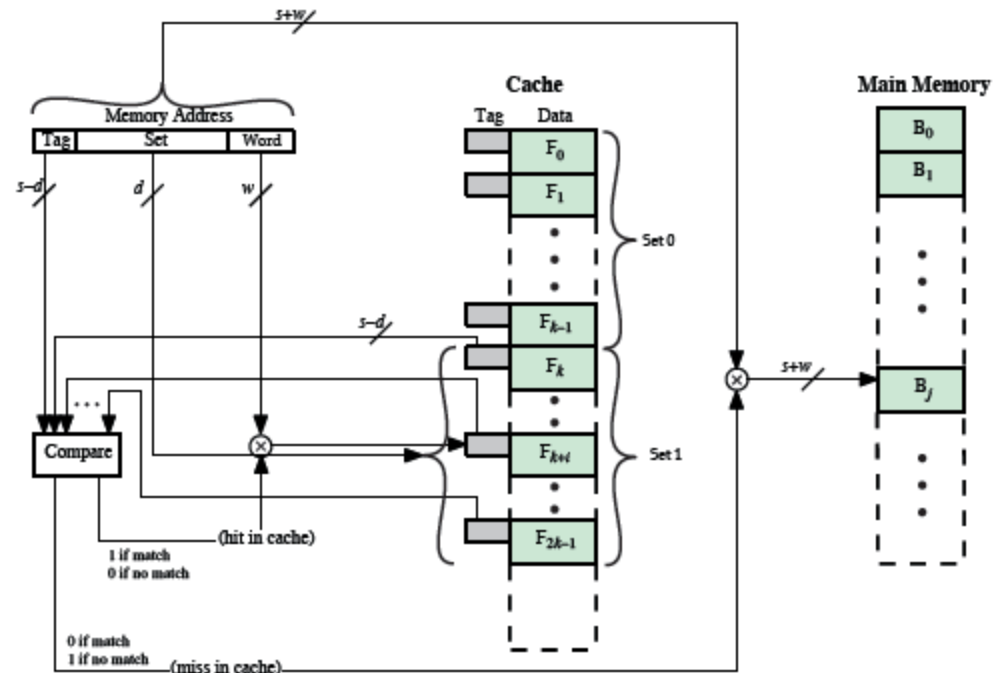 s+w
Cache
Main Memory
Memory Address
Tag Data
Tag Set Word
F0
B0
B1
s–d
d
w
F1
Set 0
s–d
Fk–1
Fk
s+w
Bj
...
Compare
Fk+i
Set 1
F2k–1
(hit in cache)
1 if match
0 if no match
0 if match
1 if no match
(miss in cache)